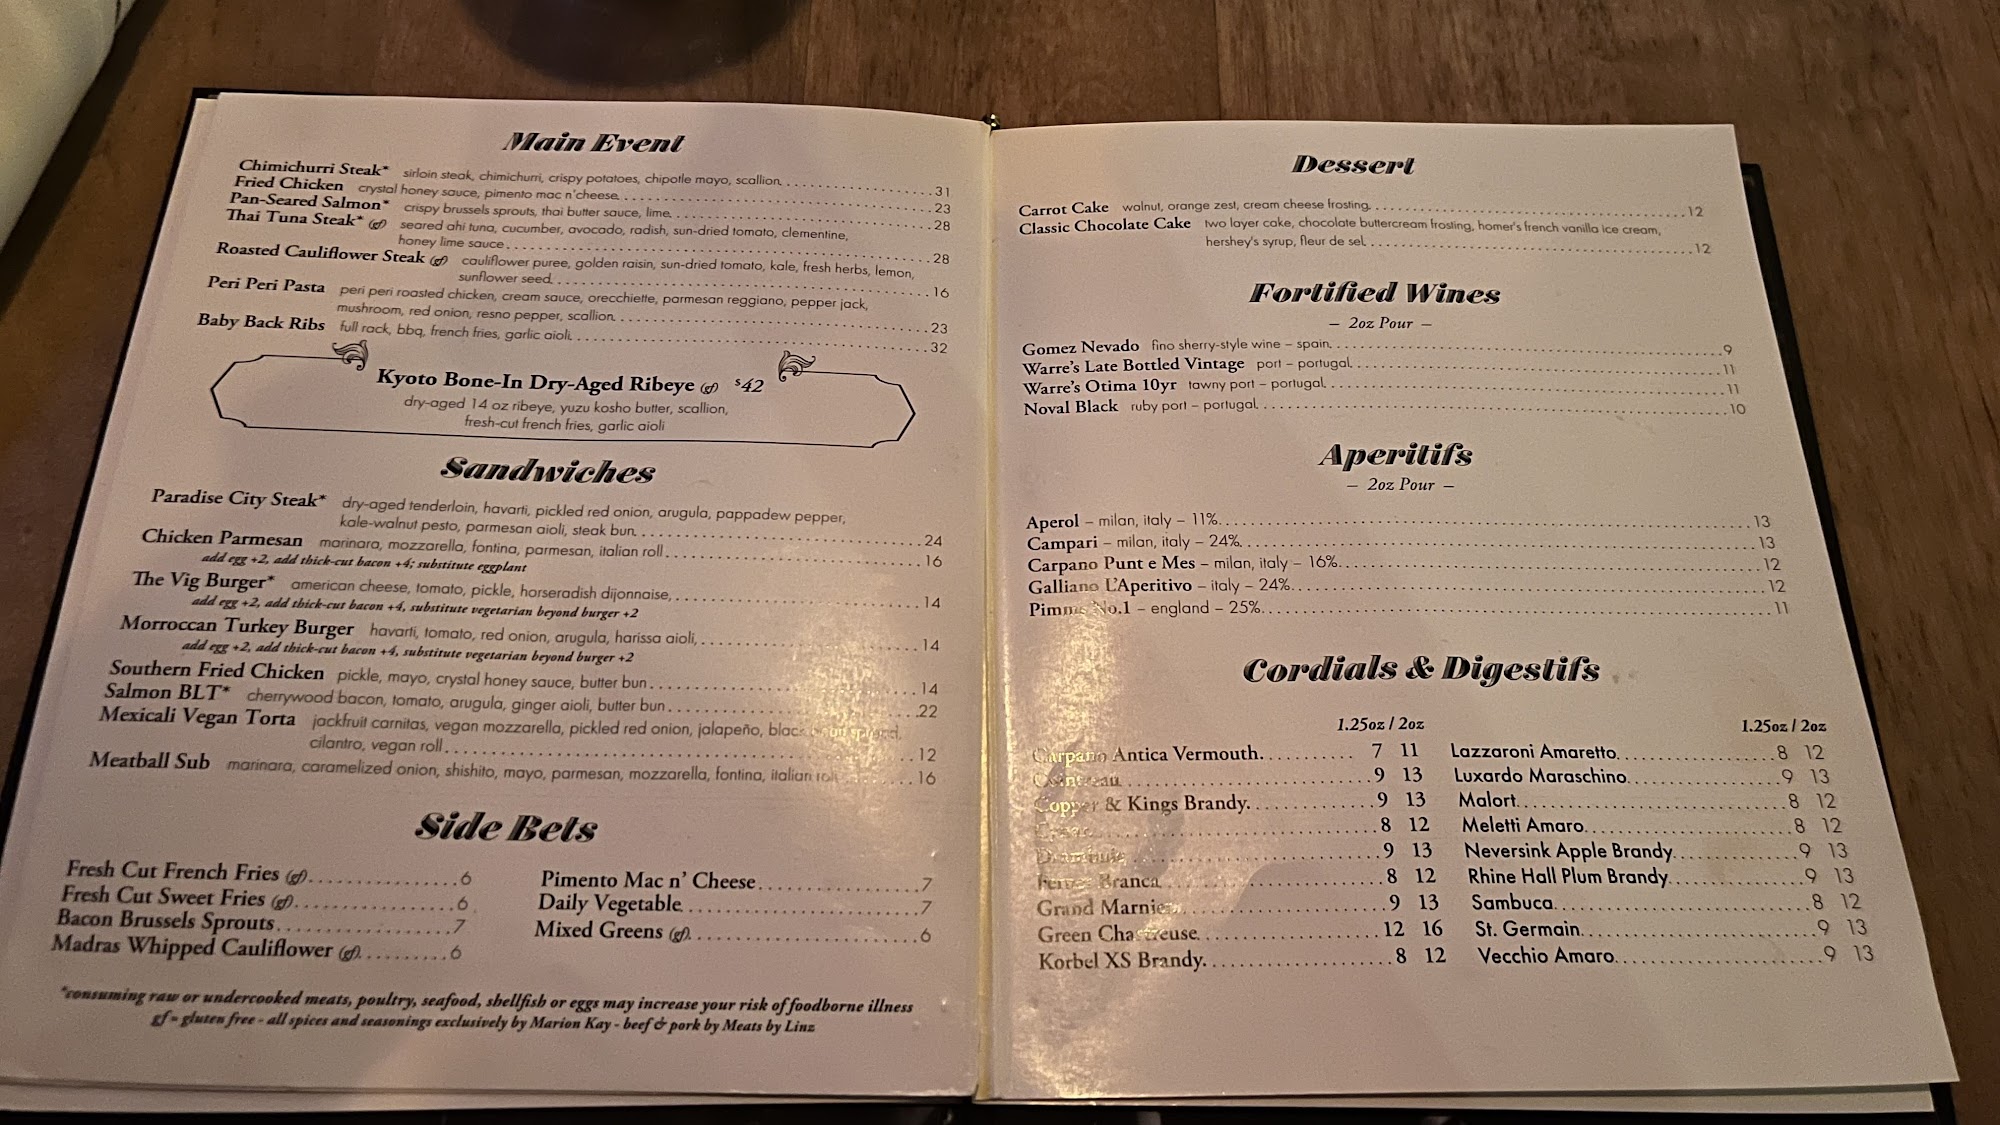 Main Event
Chimichurri Steak* sirloin steak, chimichurri, crispy potatoes, chipotle mayo, scallion 31
Fried Chicken crystal honey sauce, pimento mac n'cheese 23
Pan-Seared Salmon* crispy brussels sprouts, thai butter sauce, lime 28
Thai Tuna Steak* (gf) seared ahi tuna, cucumber, avocado, radish, sun-dried tomato, clementine,
honey lime sauce 28
Roasted Cauliflower Steak (gf) cauliflower puree, golden raisin, sun-dried tomato, kale, fresh herbs, lemon,
sunflower seed 16
Peri Peri Pasta peri peri roasted chicken, cream sauce, orecchiette, parmesan reggiano, pepper jack,
mushroom, red onion, resno pepper, scallion 23
Baby Back Ribs full rack, bbq, french fries, garlic aioli 32
Kyoto Bone-In Dry-Aged Ribeye (gf) $42
dry-aged 14 oz ribeye, yuzu kosho butter, scallion,
fresh-cut french fries, garlic aioli
Sandwiches
Paradise City Steak* dry-aged tenderloin, havarti, pickled red onion, arugula, pappadew pepper,
kale-walnut pesto, parmesan aioli, steak bun 24
Chicken Parmesan marinara, mozzarella, fontina, parmesan, italian roll 16
add egg +2, add thick-cut bacon +4; substitute eggplant
The Vig Burger* american cheese, tomato, pickle, horseradish dijonnaise, 14
add egg +2, add thick-cut bacon +4, substitute vegetarian beyond burger +2
Morroccan Turkey Burger havarti, tomato, red onion, arugula, harissa aioli, 14
add egg +2, add thick-cut bacon +4, substitute vegetarian beyond burger +2
Southern Fried Chicken pickle, mayo, crystal honey sauce, butter bun 14
Salmon BLT* cherrywood bacon, tomato, arugula, ginger aioli, butter bun 22
Mexicali Vegan Torta jackfruit carnitas, vegan mozzarella, pickled red onion, jalapeño, spread,
cilantro, vegan roll 12
Meatball Sub marinara, caramelized onion, shishito, mayo, parmesan, mozzarella, fontina, italian roll 16
Side Bets
Fresh Cut French Fries (gf) 6
Fresh Cut Sweet Fries (gf) 6
Bacon Brussels Sprouts 7
Madras Whipped Cauliflower (gf) 6
Pimento Mac n' Cheese 7
Daily Vegetable 7
Mixed Greens (gf) 6
*consuming raw or undercooked meats, poultry, seafood, shellfish or eggs may increase your risk of foodborne illness
gf = gluten free - all spices and seasonings exclusively by Marion Kay - beef & pork by Meats by Linz
Dessert
Carrot Cake walnut, orange zest, cream cheese frosting 12
Classic Chocolate Cake two layer cake, chocolate buttercream frosting, homer's french vanilla ice cream,
hershey's syrup, fleur de sel 12
Fortified Wines
– 2oz Pour –
Gomez Nevado fino sherry-style wine – spain 9
Warre's Late Bottled Vintage port – portugal 11
Warre's Otima 10yr tawny port – portugal 11
Noval Black ruby port – portugal 10
Aperitifs
– 2oz Pour –
Aperol – milan, italy – 11% 13
Campari – milan, italy – 24% 13
Carpano Punt e Mes – milan, italy – 16% 12
Galliano L'Aperitivo – italy – 24% 12
Pimms No.1 – england – 25% 11
Cordials & Digestifs
1.25oz / 2oz
Carpano Antica Vermouth 7 11
Cointreau 9 13
Copper & Kings Brandy 9 13
8 12
Drambuie 9 13
Fernet Branca 8 12
Grand Marnier 9 13
Green Chartreuse 12 16
Korbel XS Brandy 8 12
1.25oz / 2oz
Lazzaroni Amaretto 8 12
Luxardo Maraschino 9 13
Malort 8 12
Meletti Amaro 8 12
Neversink Apple Brandy 9 13
Rhine Hall Plum Brandy 9 13
Sambuca 8 12
St. Germain 9 13
Vecchio Amaro 9 13